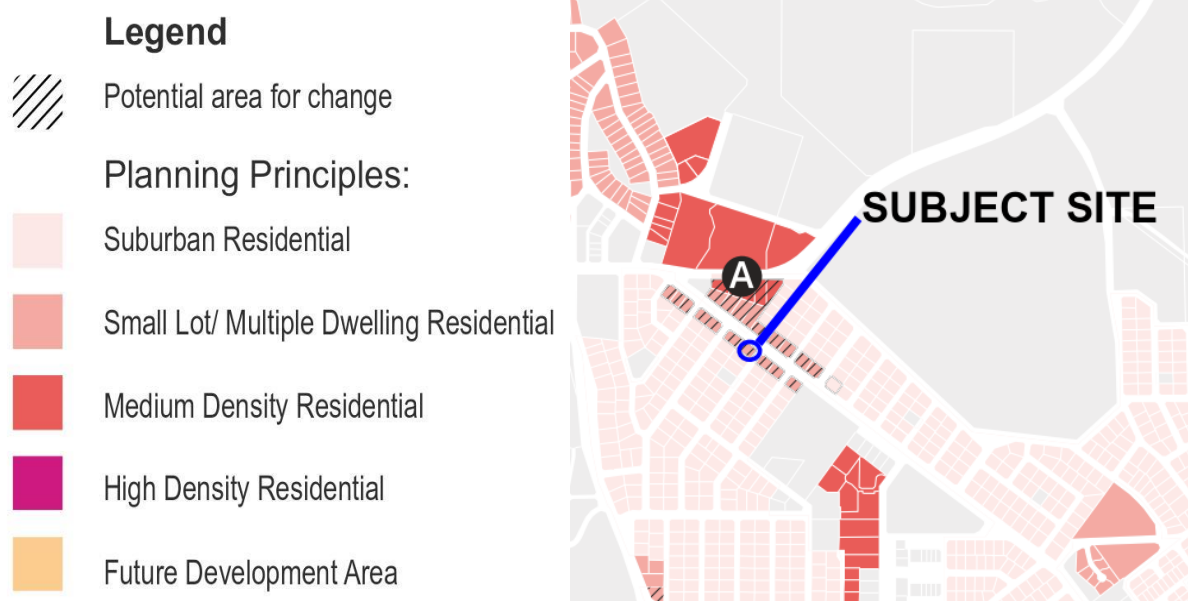 Legend
Potential area for change
Planning Principles:
Suburban Residential
Small Lot/ Multiple Dwelling Residential
Medium Density Residential
High Density Residential
Future Development Area
SUBJECT SITE
A